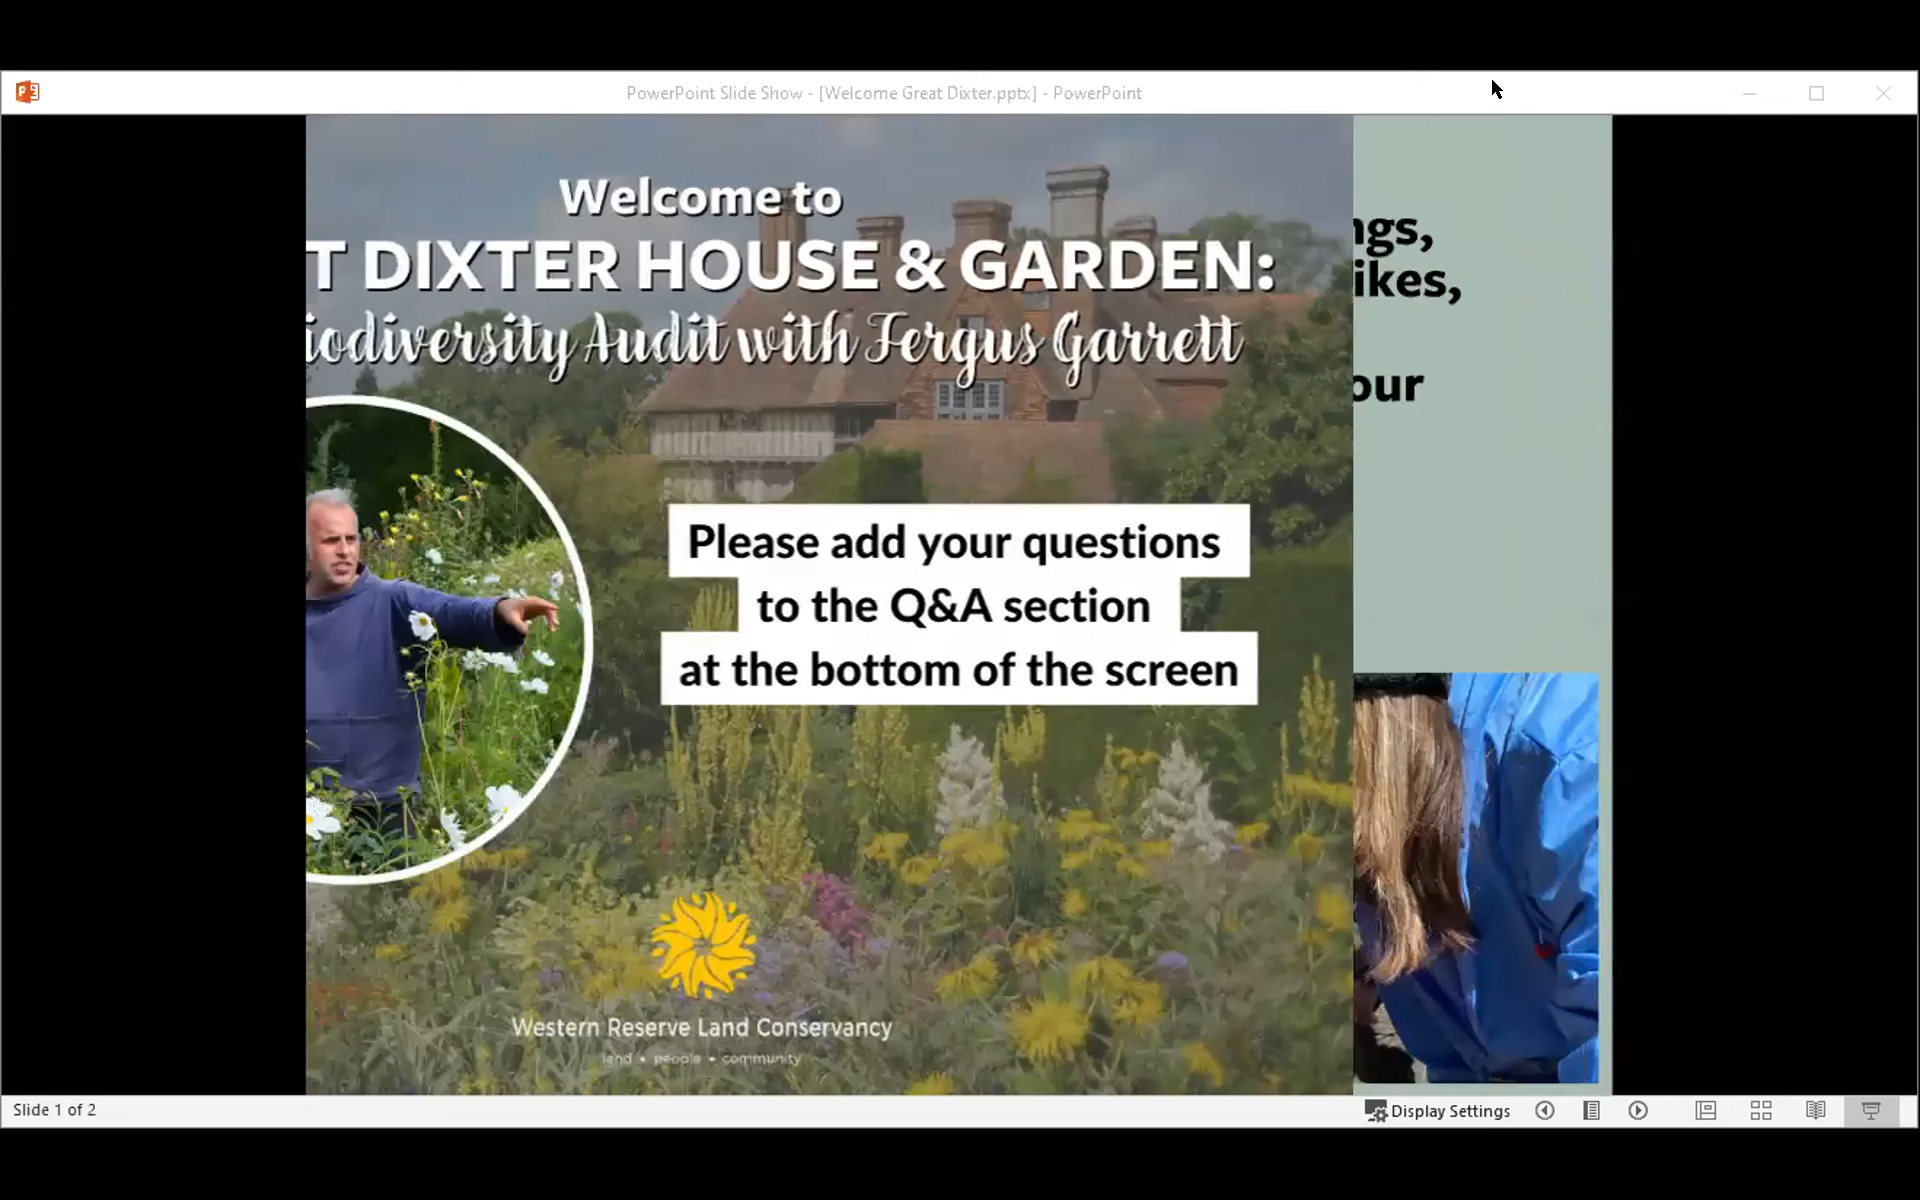 PowerPoint Slide Show - [Welcome Great Dixter.pptx] - PowerPoint
Welcome to
T DIXTER HOUSE & GARDEN:
iodiversity Audit with Fergus Garrett
ngs,
ikes,
our
Please add your questions
to the Q&A section
at the bottom of the screen
Western Reserve Land Conservancy
land • people • community
Slide 1 of 2
Display Settings